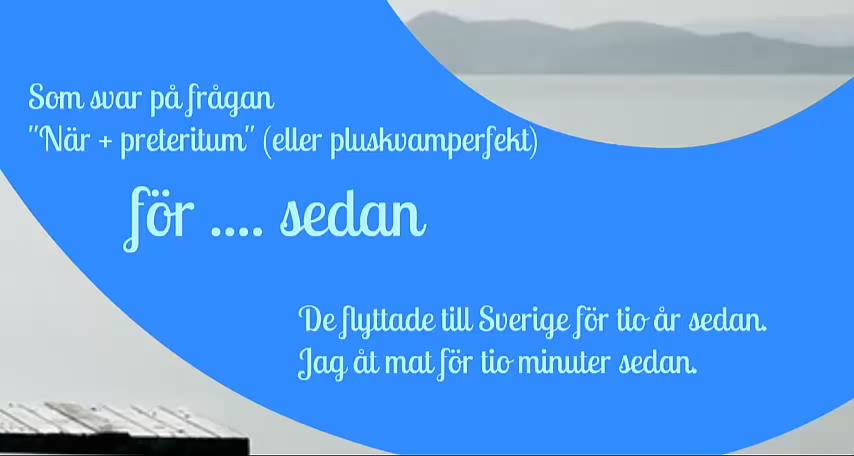 Som svar på frågan
"När + preteritum" (eller pluskvamperfekt)
för .... sedan
De flyttade till Sverige för tio år sedan.
Jag åt mat för tio minuter sedan.